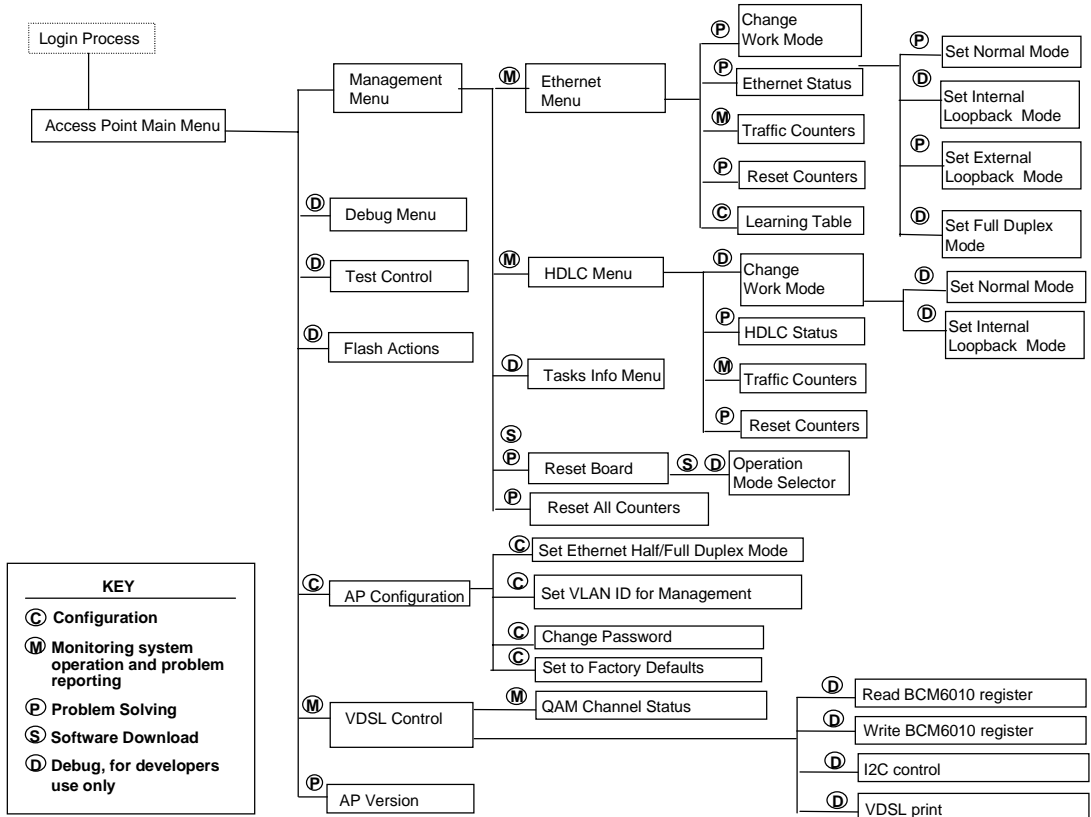 Login Process
Access Point Main Menu
Management
Menu
M
Ethernet
Menu
P
Change
Work Mode
P
Ethernet Status
M
Traffic Counters
P
Reset Counters
C
Learning Table
P
Set Normal Mode
D
Set Internal
Loopback Mode
P
Set External
Loopback Mode
D
Set Full Duplex
Mode
D
Debug Menu
D
Test Control
D
Flash Actions
M
HDLC Menu
D
Change
Work Mode
P
HDLC Status
M
Traffic Counters
P
Reset Counters
D
Set Normal Mode
D
Set Internal
Loopback Mode
D
Tasks Info Menu
S
P
Reset Board
S D
Operation
Mode Selector
P
Reset All Counters
C
AP Configuration
C
Set Ethernet Half/Full Duplex Mode
C
Set VLAN ID for Management
C
Change Password
C
Set to Factory Defaults
M
VDSL Control
M
QAM Channel Status
D
Read BCM6010 register
D
Write BCM6010 register
D
I2C control
D
VDSL print
P
AP Version
KEY
C Configuration
M Monitoring system
operation and problem
reporting
P Problem Solving
S Software Download
D Debug, for developers
use only